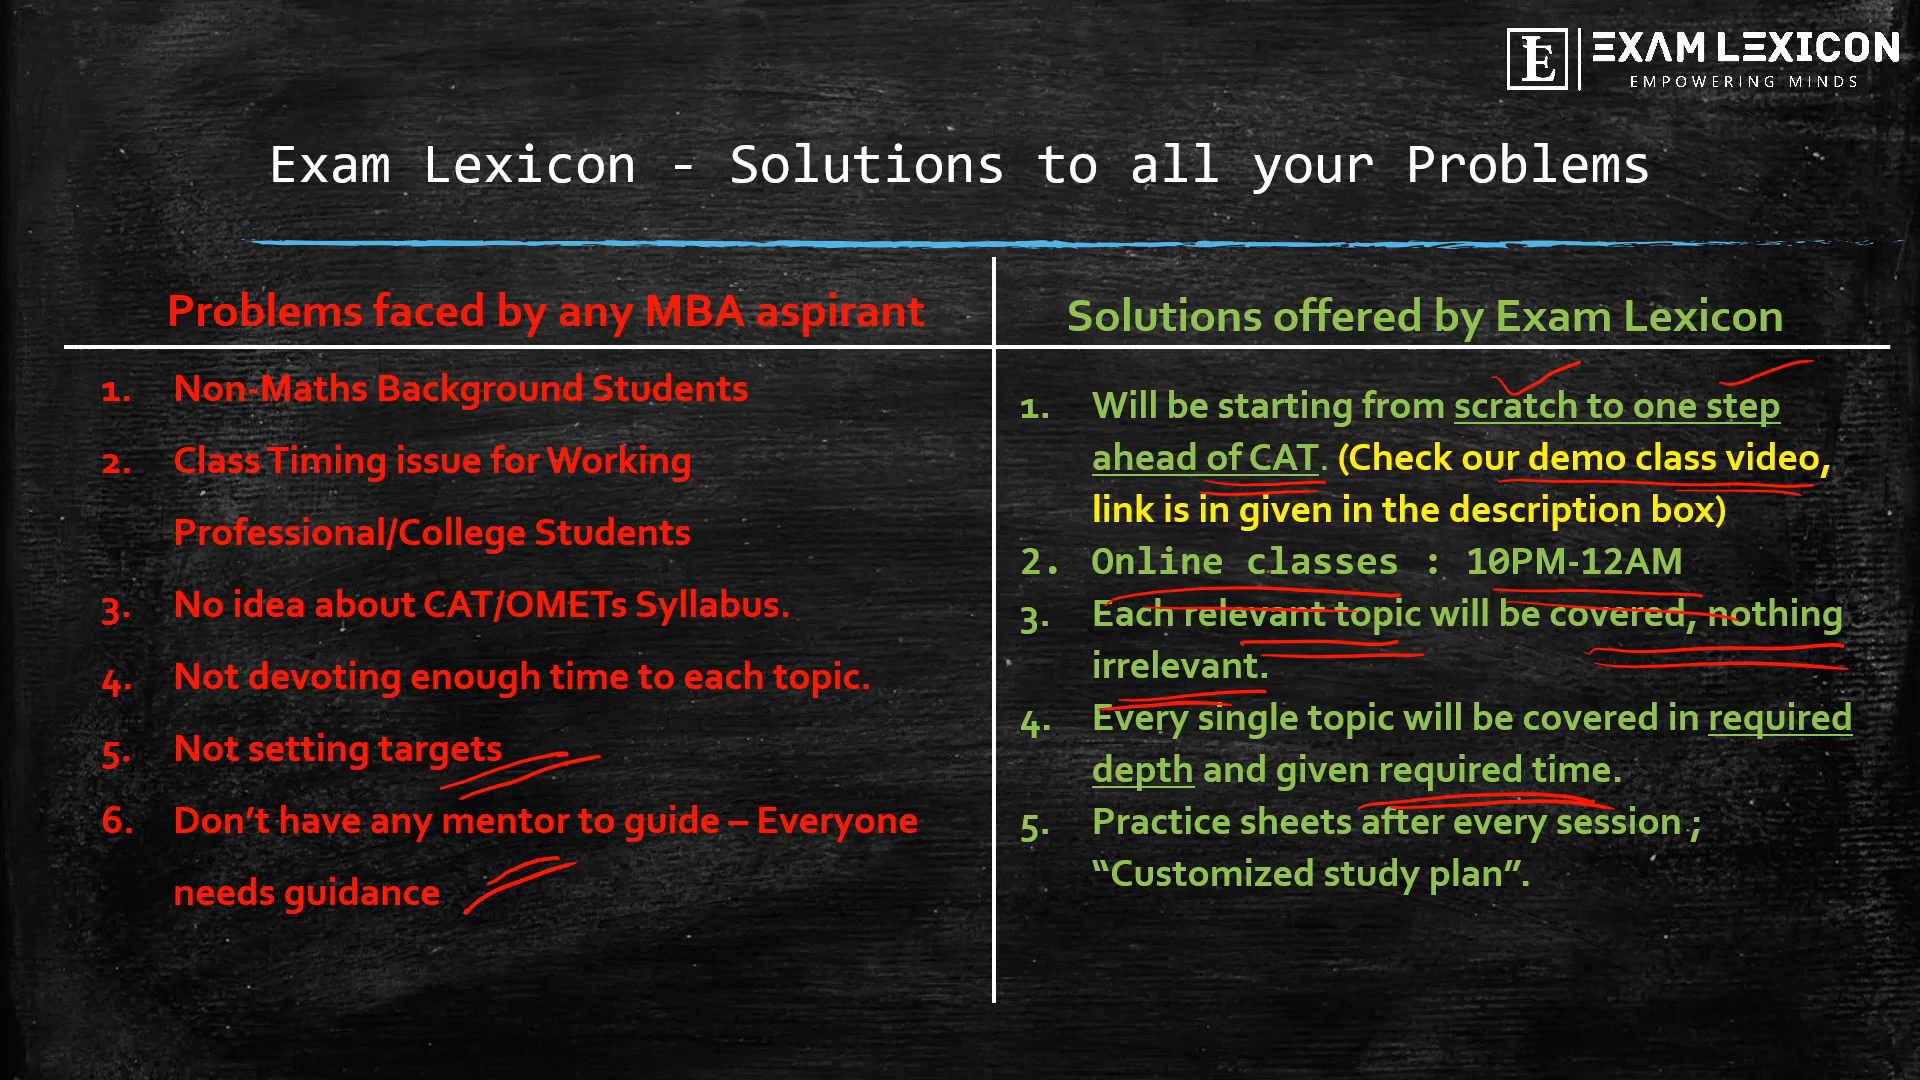 EXAM LEXICON
EMPOWERING MINDS
Exam Lexicon - Solutions to all your Problems
Problems faced by any MBA aspirant
1. Non-Maths Background Students
2. Class Timing issue for Working
Professional/College Students
3. No idea about CAT/OMETs Syllabus.
4. Not devoting enough time to each topic.
5. Not setting targets
6. Don’t have any mentor to guide – Everyone
needs guidance
Solutions offered by Exam Lexicon
1. Will be starting from scratch to one step
ahead of CAT. (Check our demo class video,
link is in given in the description box)
2. Online classes : 10PM-12AM
3. Each relevant topic will be covered, nothing
irrelevant.
4. Every single topic will be covered in required
depth and given required time.
5. Practice sheets after every session ;
“Customized study plan”.